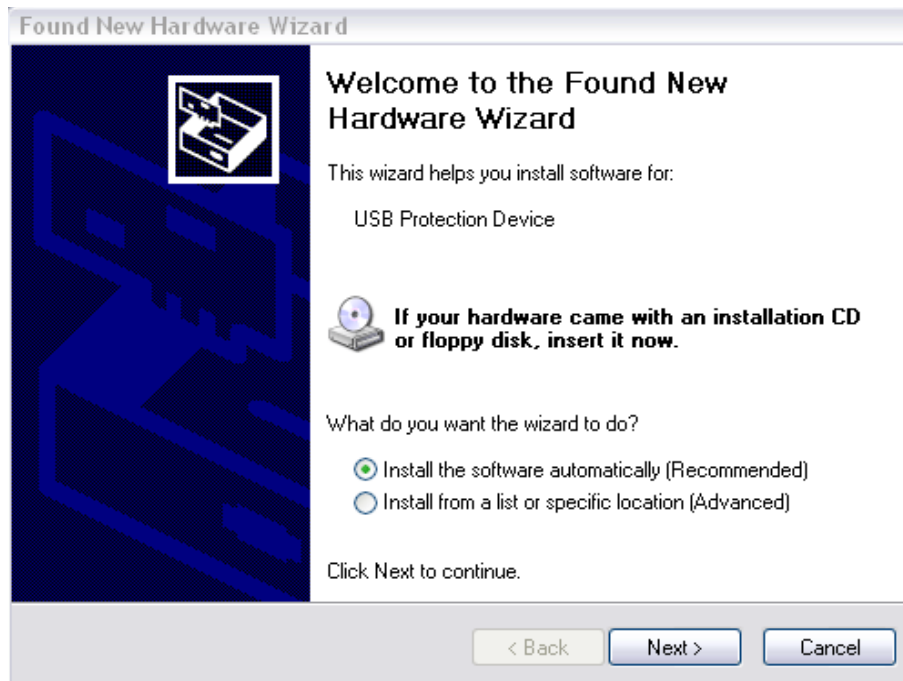 Found New Hardware Wizard
Welcome to the Found New
Hardware Wizard
This wizard helps you install software for:
USB Protection Device
If your hardware came with an installation CD
or floppy disk, insert it now.
What do you want the wizard to do?
Install the software automatically (Recommended)
Install from a list or specific location (Advanced)
Click Next to continue.
< Back
Next >
Cancel